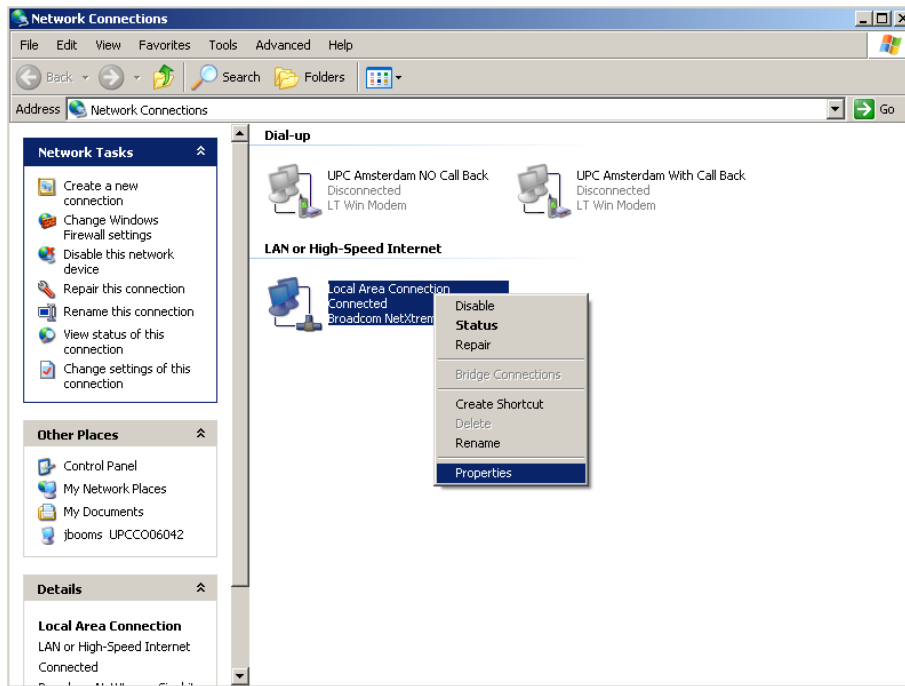 Network Connections
File Edit View Favorites Tools Advanced Help
Back Search Folders
Address Network Connections Go
Network Tasks
Create a new
connection
Change Windows
Firewall settings
Disable this network
device
Repair this connection
Rename this connection
View status of this
connection
Change settings of this
connection
Other Places
Control Panel
My Network Places
My Documents
jbooms UPCCO06042
Details
Local Area Connection
LAN or High-Speed Internet
Connected
Dial-up
UPC Amsterdam NO Call Back
Disconnected
LT Win Modem
UPC Amsterdam With Call Back
Disconnected
LT Win Modem
LAN or High-Speed Internet
Local Area Connection
Connected
Broadcom NetXtrem
Disable
Status
Repair
Bridge Connections
Create Shortcut
Delete
Rename
Properties